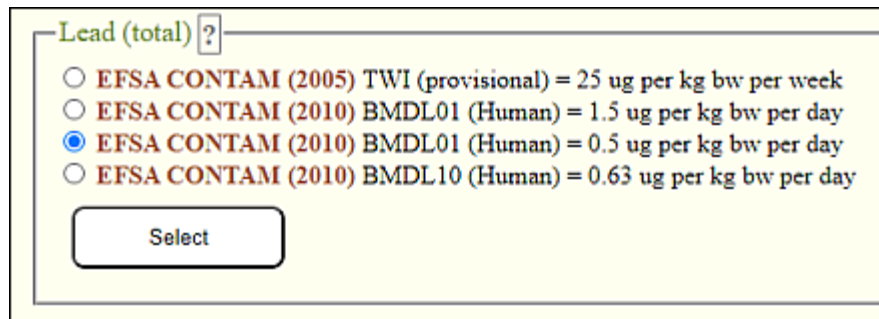 Lead (total) ?
EFSA CONTAM (2005) TWI (provisional) = 25 ug per kg bw per week
EFSA CONTAM (2010) BMDL01 (Human) = 1.5 ug per kg bw per day
EFSA CONTAM (2010) BMDL01 (Human) = 0.5 ug per kg bw per day
EFSA CONTAM (2010) BMDL10 (Human) = 0.63 ug per kg bw per day
Select